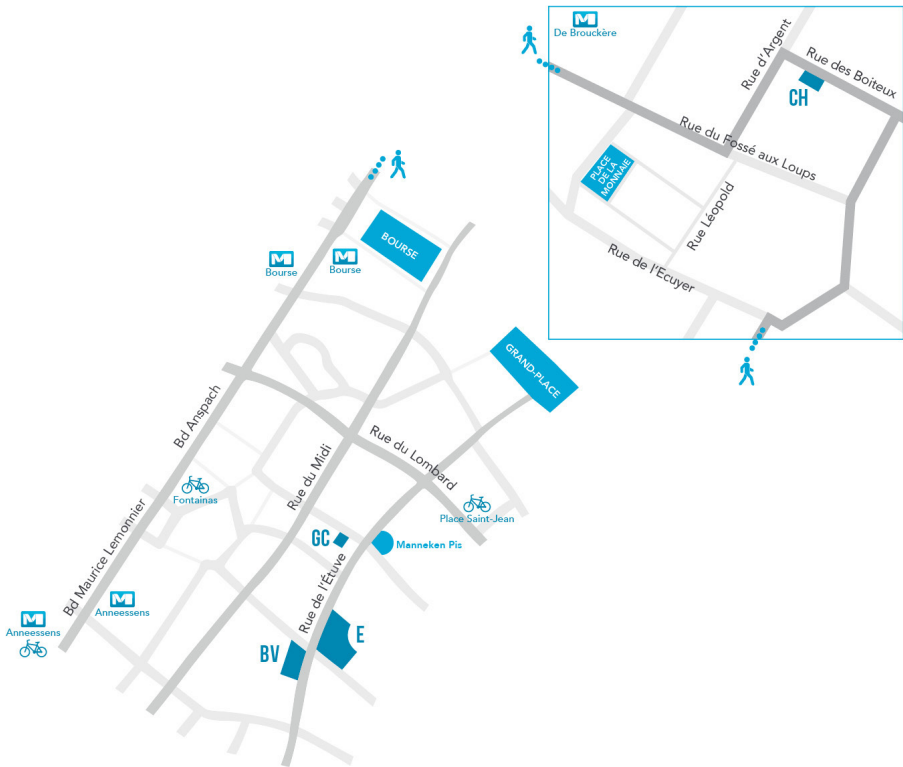 M
De Brouckère
Rue d'Argent
Rue des Boiteux
CH
Rue du Fossé aux Loups
PLACE
DE LA
MONNAIE
Rue Léopold
Rue de l'Ecuyer
BOURSE
M
Bourse
M
Bourse
GRAND-PLACE
Bd Anspach
Rue du Lombard
Rue du Midi
Fontainas
Place Saint-Jean
GC
Manneken Pis
Bd Maurice Lemonnier
Rue de l'Étuve
M
Anneessens
M
Anneessens
E
BV